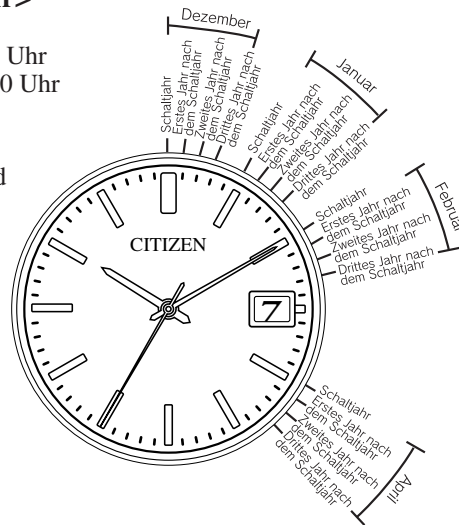 Uhr
0 Uhr
Dezember
Schaltjahr
Erstes Jahr nach
dem Schaltjahr
Zweites Jahr nach
dem Schaltjahr
Drittes Jahr nach
dem Schaltjahr
Januar
Schaltjahr
Erstes Jahr nach
dem Schaltjahr
Zweites Jahr nach
dem Schaltjahr
Drittes Jahr nach
dem Schaltjahr
Februar
Schaltjahr
Erstes Jahr nach
dem Schaltjahr
Zweites Jahr nach
dem Schaltjahr
Drittes Jahr nach
dem Schaltjahr
CITIZEN
7
Schaltjahr
Erstes Jahr nach
dem Schaltjahr
Zweites Jahr nach
dem Schaltjahr
Drittes Jahr nach
dem Schaltjahr
April